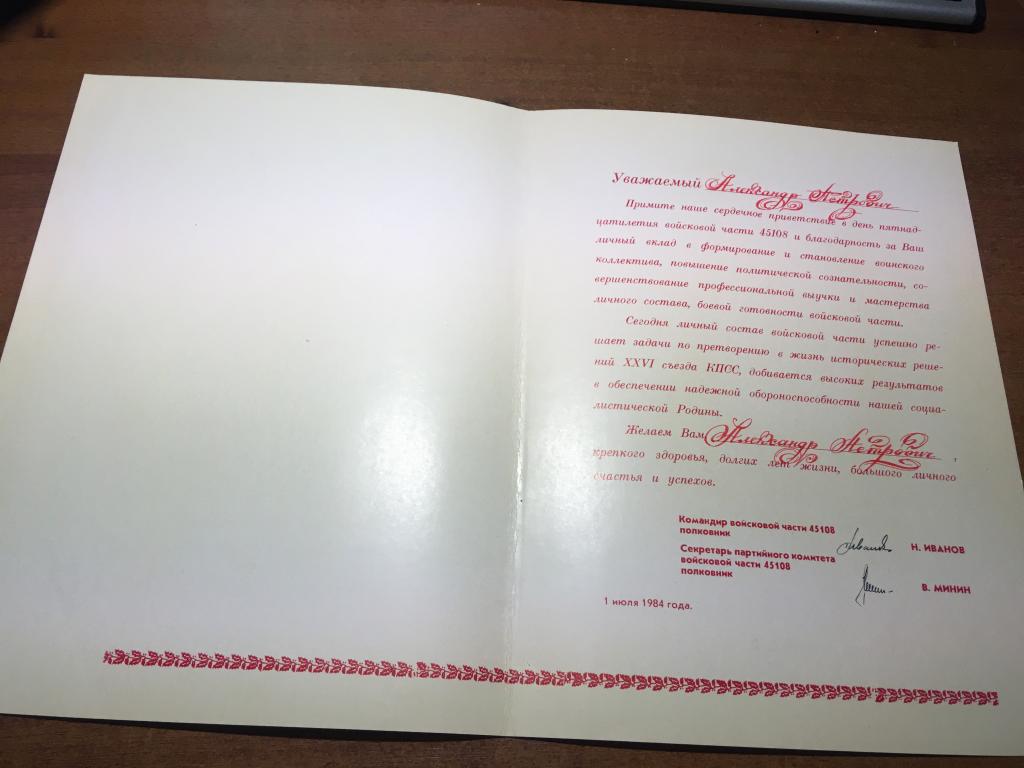 Уважаемый Александр Петрович
Примите наше сердечное приветствие в день пятнад-
цатилетия войсковой части 45108 и благодарность за Ваш
личный вклад в формирование и становление воинского
коллектива, повышение политической сознательности, со-
вершенствование профессиональной выучки и мастерства
личного состава, боевой готовности войсковой части.
Сегодня личный состав войсковой части успешно ре-
шает задачи по претворению в жизнь исторических реше-
ний XXVI съезда КПСС, добивается высоких результатов
в обеспечении надежной обороноспособности нашей социа-
листической Родины.
Желаем Вам Александр Петрович,
крепкого здоровья, долгих лет жизни, большого личного
счастья и успехов.
Командир войсковой части 45108
полковник
Иванов
Н. ИВАНОВ
Секретарь партийного комитета
войсковой части 45108
полковник
В. МИНИН
1 июля 1984 года.